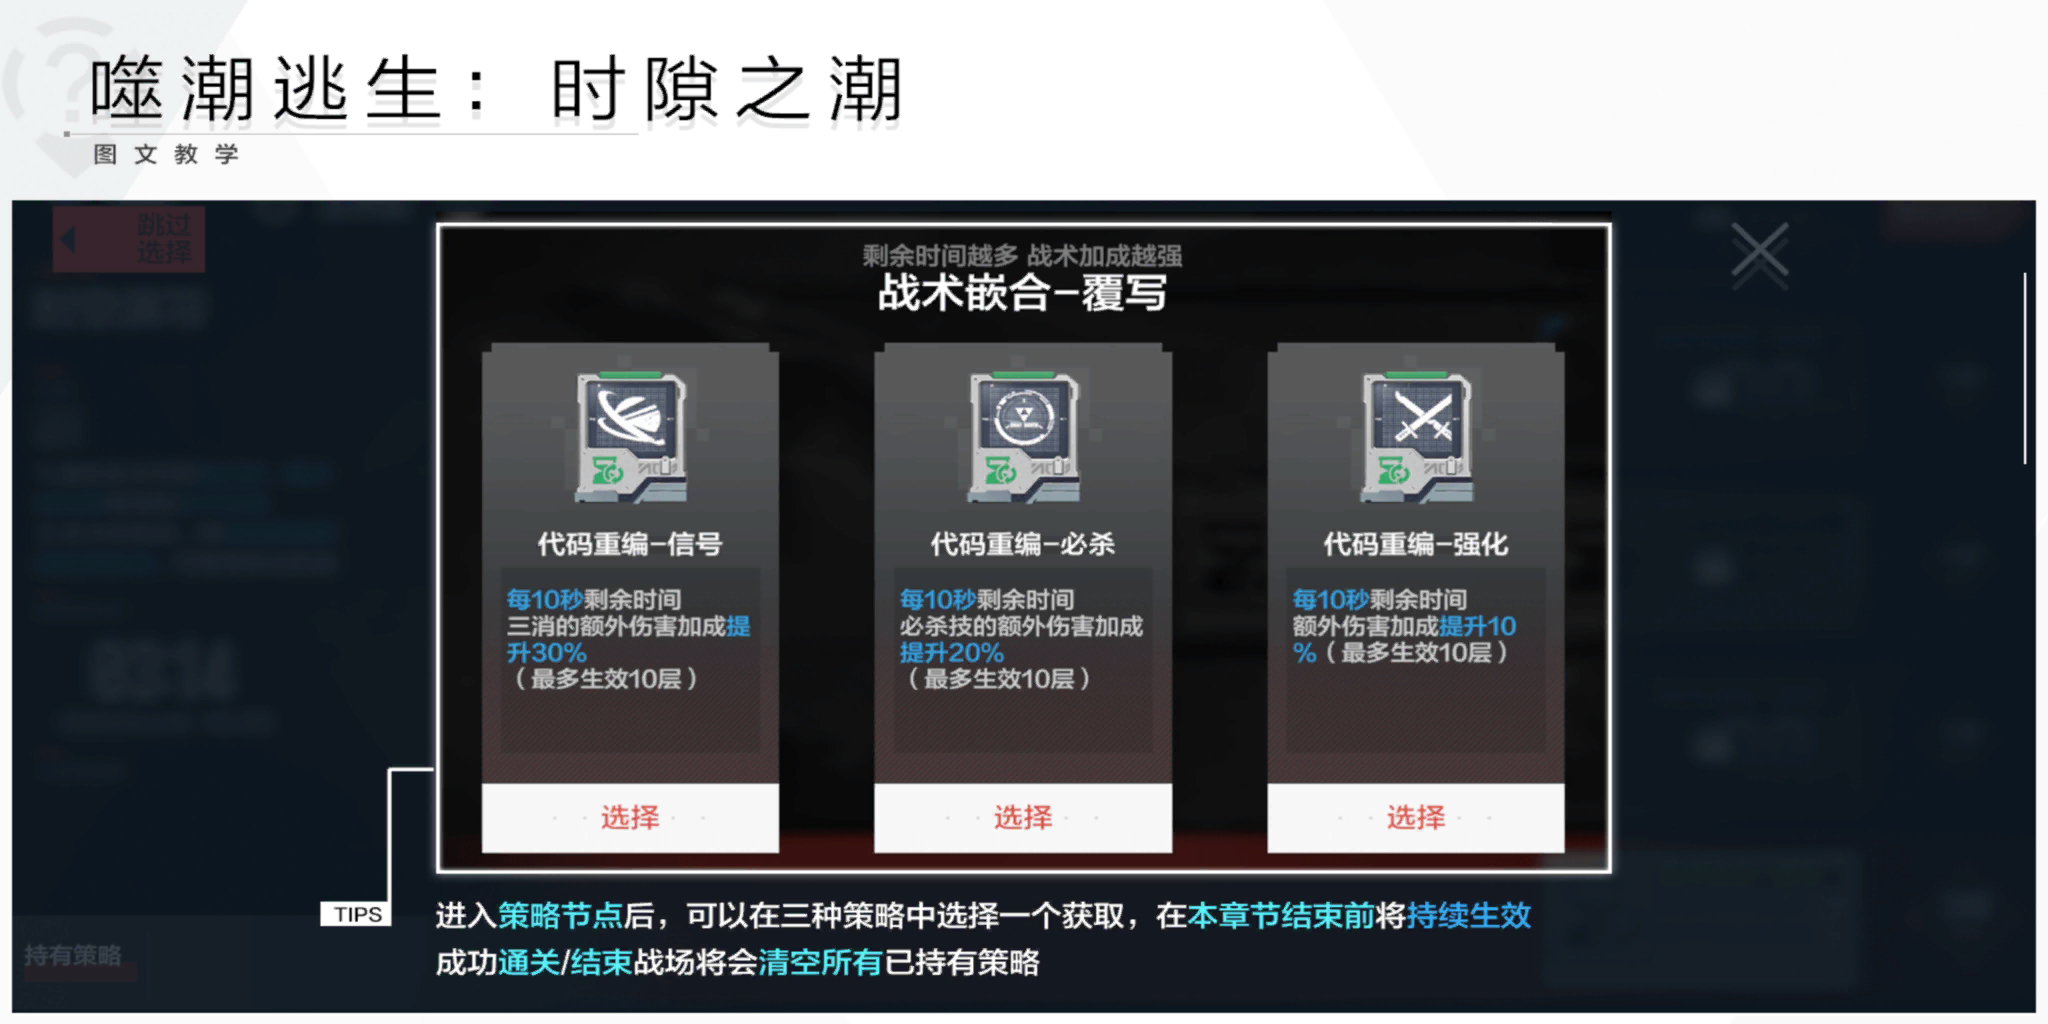 噬潮逃生：时隙之潮
图文教学
跳过
选择
剩余时间越多 战术加成越强
战术嵌合-覆写
代码重编-信号
每10秒剩余时间
三消的额外伤害加成提
升30%
（最多生效10层）
选择
代码重编-必杀
每10秒剩余时间
必杀技的额外伤害加成
提升20%
（最多生效10层）
选择
代码重编-强化
每10秒剩余时间
额外伤害加成提升10
%（最多生效10层）
选择
TIPS
进入策略节点后，可以在三种策略中选择一个获取，在本章节结束前将持续生效
成功通关/结束战场将会清空所有已持有策略
持有策略